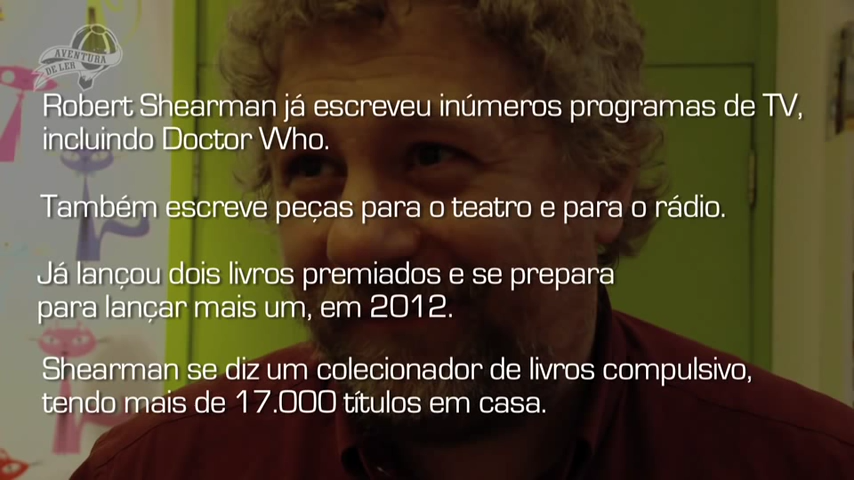 AVENTURA
DE LER
Robert Shearman já escreveu inúmeros programas de TV,
incluindo Doctor Who.
Também escreve peças para o teatro e para o rádio.
Já lançou dois livros premiados e se prepara
para lançar mais um, em 2012.
Shearman se diz um colecionador de livros compulsivo,
tendo mais de 17.000 títulos em casa.